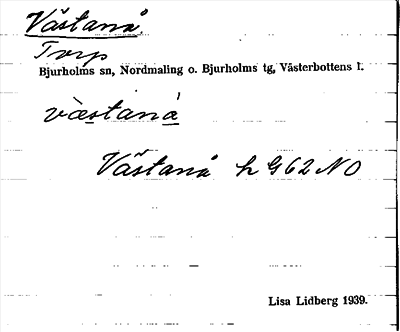 Västanå.
Torp
Bjurholms sn, Nordmaling o. Bjurholms tg, Västerbottens l.
västanå
Västanå h G62 NO
Lisa Lidberg 1939.